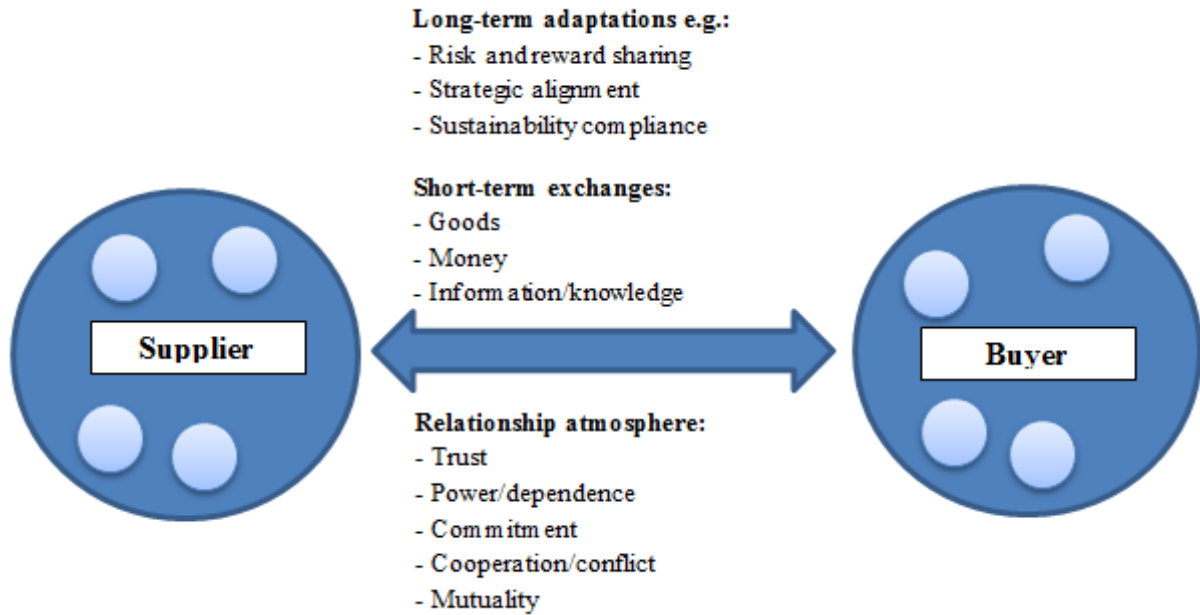 Long-term adaptations e.g.:
- Risk and reward sharing
- Strategic alignment
- Sustainability compliance
Short-term exchanges:
- Goods
- Money
- Information/knowledge
Supplier
Buyer
Relationship atmosphere:
- Trust
- Power/dependence
- Commitment
- Cooperation/conflict
- Mutuality